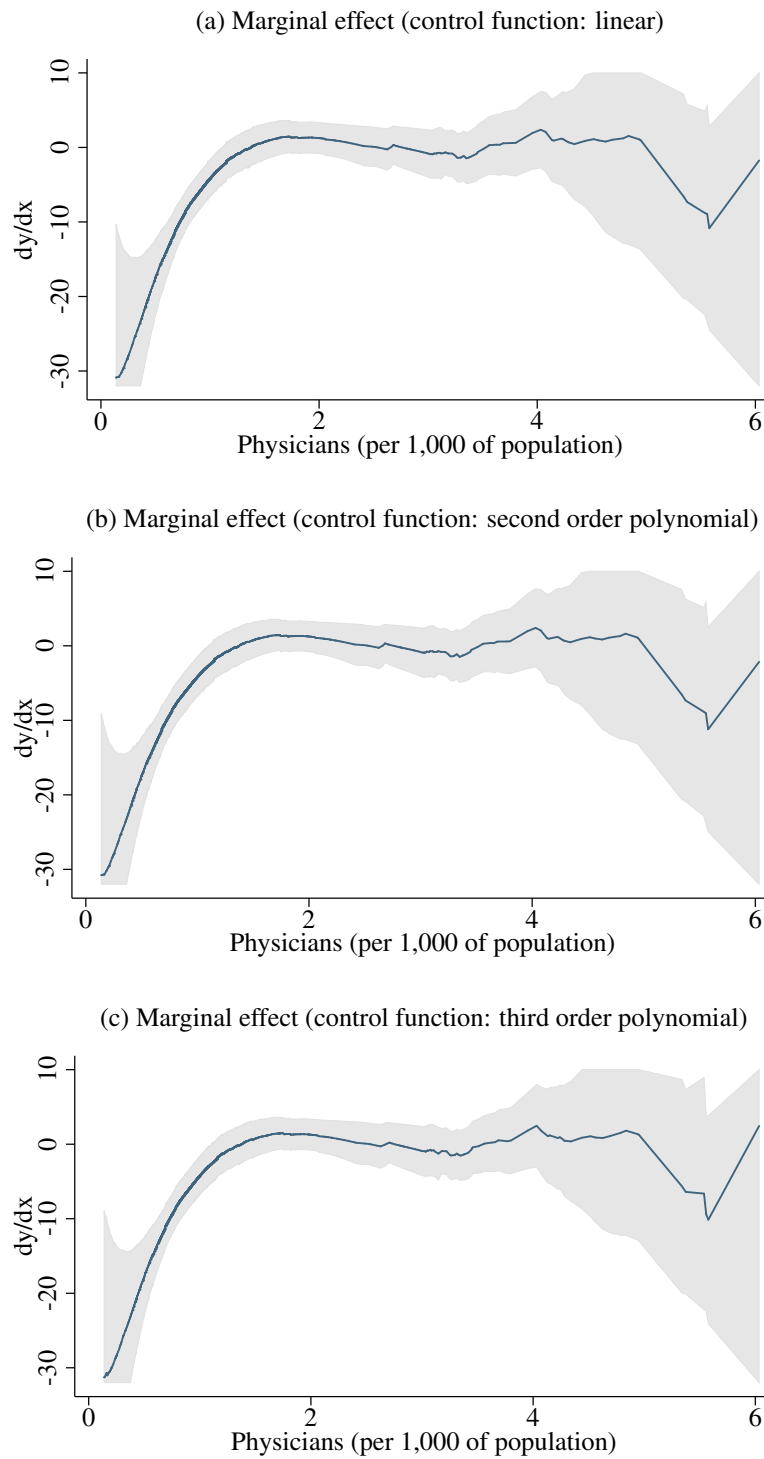 (a) Marginal effect (control function: linear)
10
0
-10
-20
-30
dy/dx
0 2 4 6
Physicians (per 1,000 of population)
(b) Marginal effect (control function: second order polynomial)
10
0
-10
-20
-30
dy/dx
0 2 4 6
Physicians (per 1,000 of population)
(c) Marginal effect (control function: third order polynomial)
10
0
-10
-20
-30
dy/dx
0 2 4 6
Physicians (per 1,000 of population)